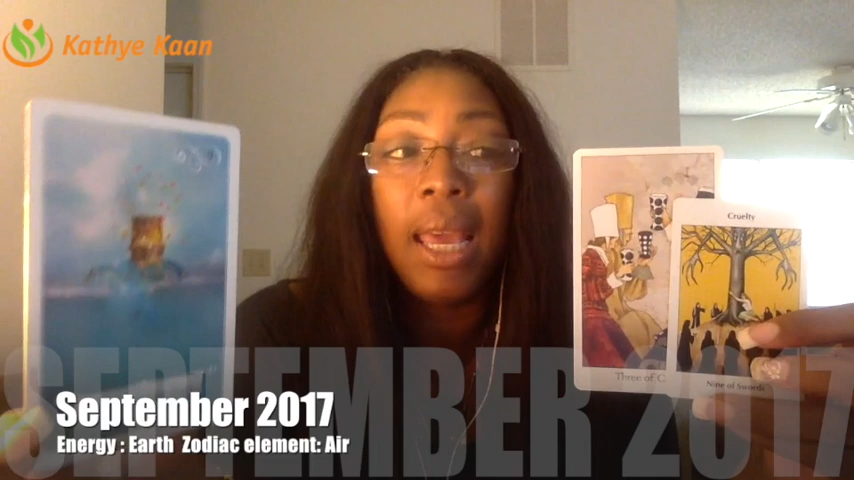 Kathye Kaan
Cruelty
Three of C
Nine of Swords
SEPTEMBER 2017
September 2017
Energy : Earth Zodiac element: Air